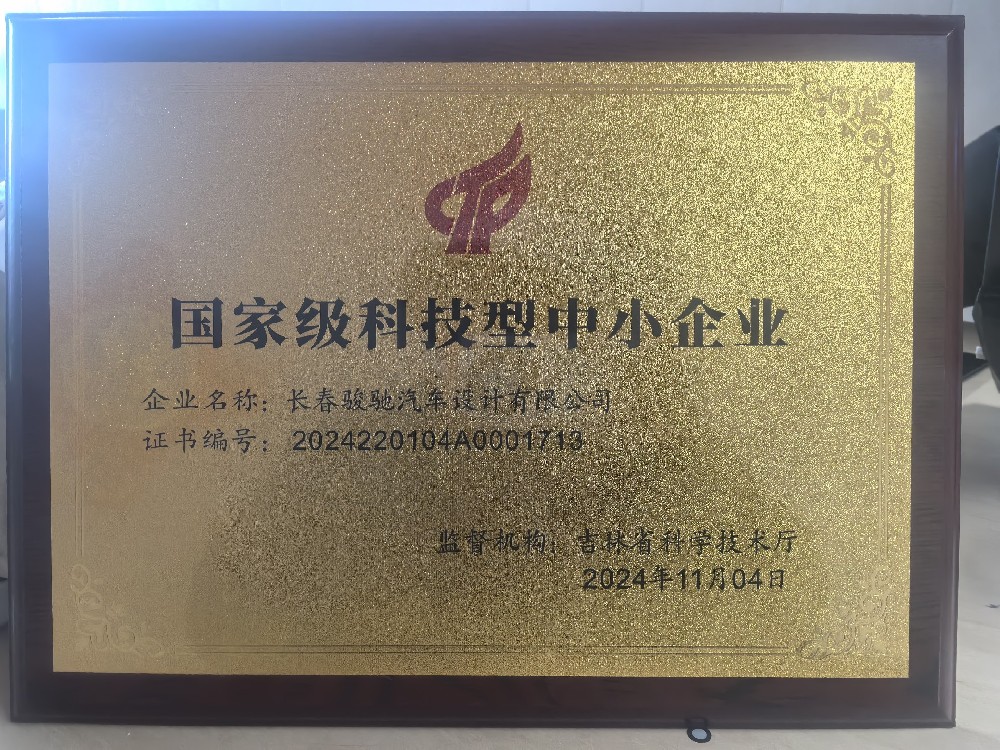 国家级科技型中小企业
企业名称：长春骏驰汽车设计有限公司
证书编号：2024220104A0001713
监督机构：吉林省科学技术厅
2024年11月04日